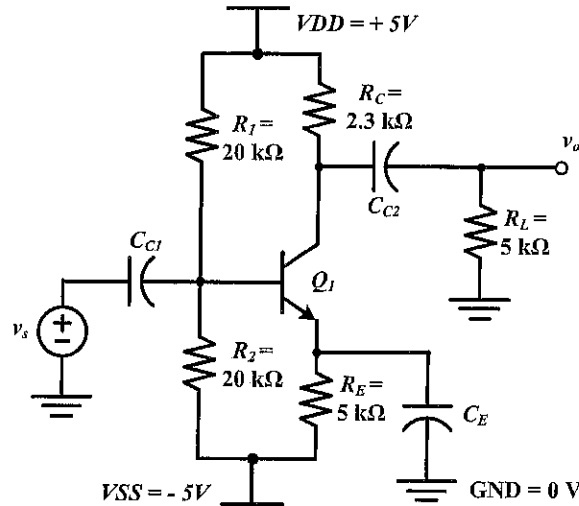 VDD = + 5V
R1 =
20 kΩ
RC =
2.3 kΩ
vo
CC2
RL =
5 kΩ
CC1
Q1
vs
+
-
R2 =
20 kΩ
RE =
5 kΩ
CE
VSS = - 5V
GND = 0 V